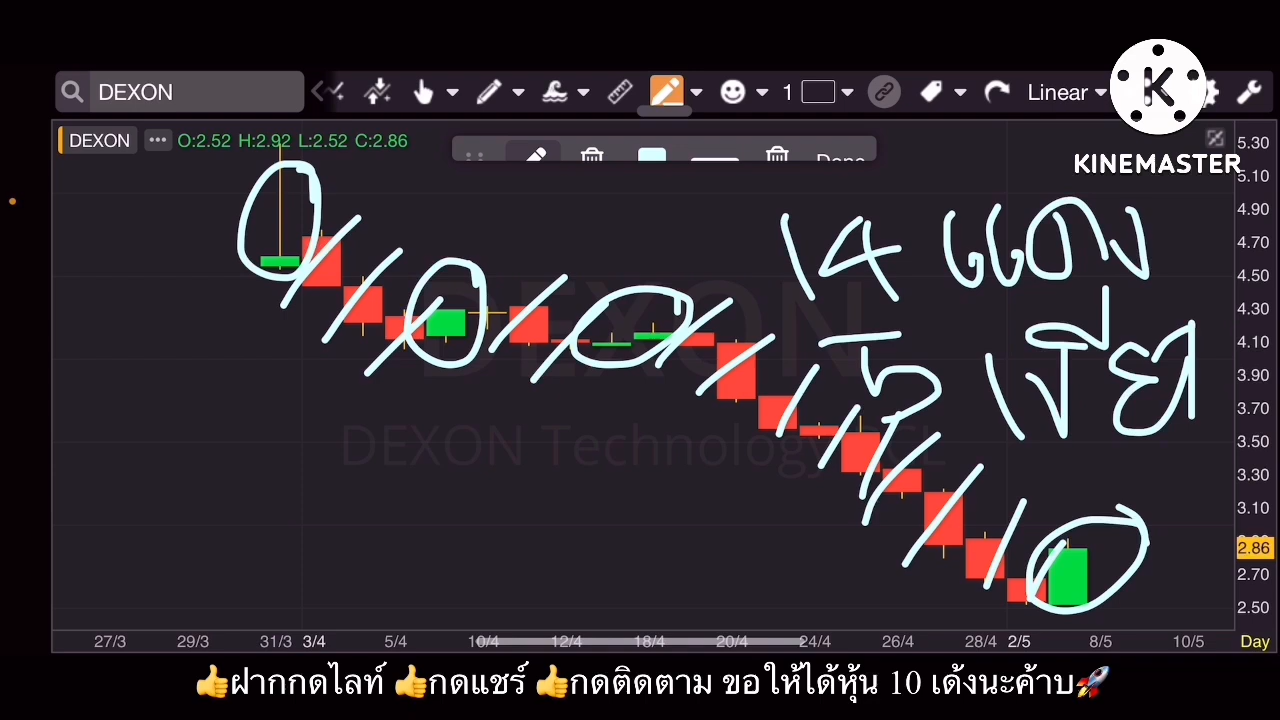 DEXON
1
Linear
KINEMASTER
DEXON ••• O:2.52 H:2.92 L:2.52 C:2.86
Done
5.30
5.10
4.90
4.70
4.50
4.30
4.10
3.90
3.70
3.50
3.30
3.10
2.86
2.70
2.50
14 แดง
5 เขียว
DEXON
DEXON Technology PCL
27/3 29/3 31/3 3/4 5/4 10/4 12/4 18/4 20/4 24/4 26/4 28/4 2/5 8/5 10/5 Day
👍ฝากกดไลท์ 👍กดแชร์ 👍กดติดตาม ขอให้ได้หุ้น 10 เด้งนะค้าบ🚀